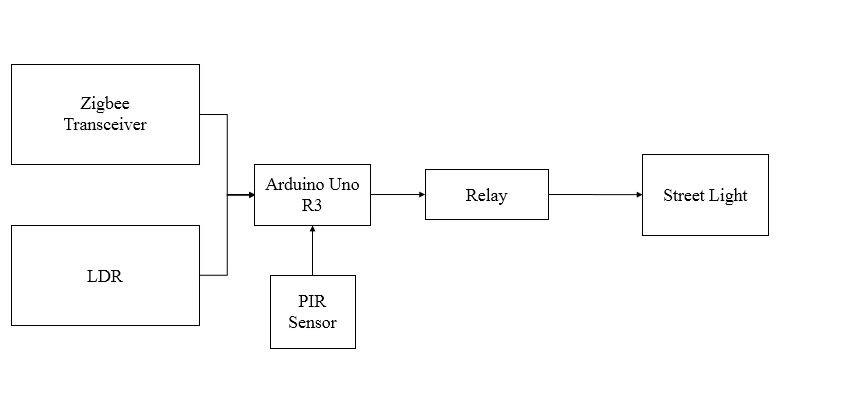 Zigbee
Transceiver
Arduino Uno
R3
Relay
Street Light
LDR
PIR
Sensor